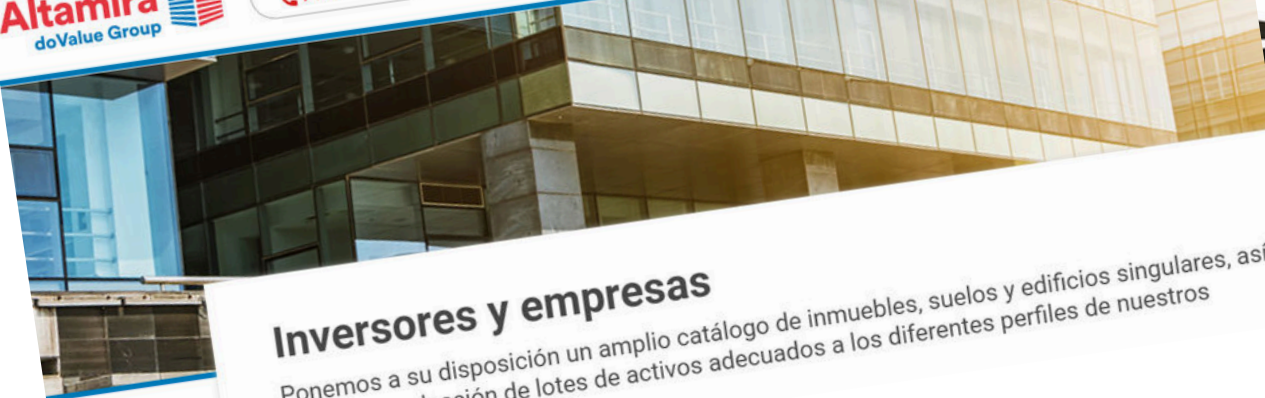 Altamira
doValue Group
Inversores y empresas
Ponemos a su disposición un amplio catálogo de inmuebles, suelos y edificios singulares, así
de lotes de activos adecuados a los diferentes perfiles de nuestros